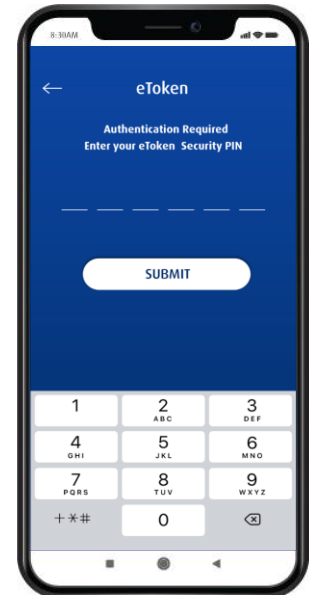 8:30AM
eToken
Authentication Required
Enter your eToken Security PIN
SUBMIT
1 2 3
ABC DEF
4 5 6
GHI JKL MNO
7 8 9
PQRS TUV WXYZ
+*# 0